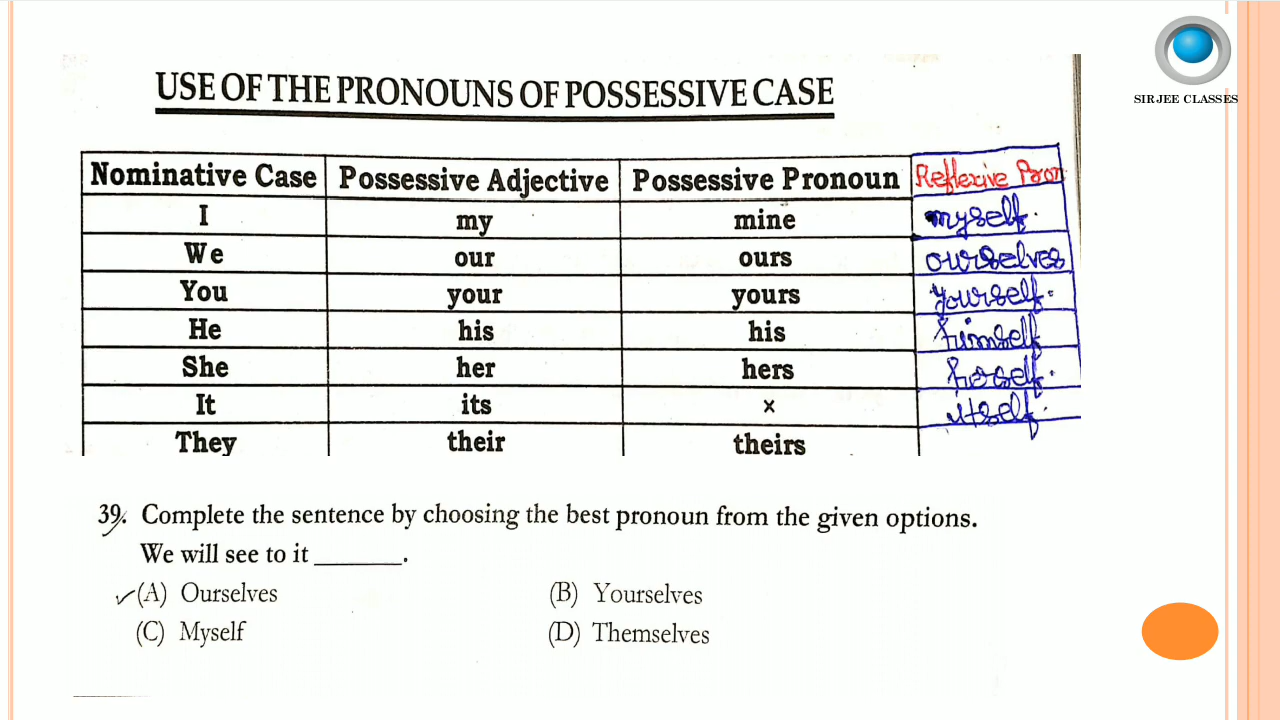 SIRJEE CLASSES
USE OF THE PRONOUNS OF POSSESSIVE CASE
Nominative Case Possessive Adjective Possessive Pronoun Reflexive Pron
I my mine myself.
We our ours ourselves
You your yours yourself.
He his his himself
She her hers herself.
It its × itself.
They their theirs
39. Complete the sentence by choosing the best pronoun from the given options.
We will see to it ______.
(A) Ourselves (B) Yourselves
(C) Myself (D) Themselves